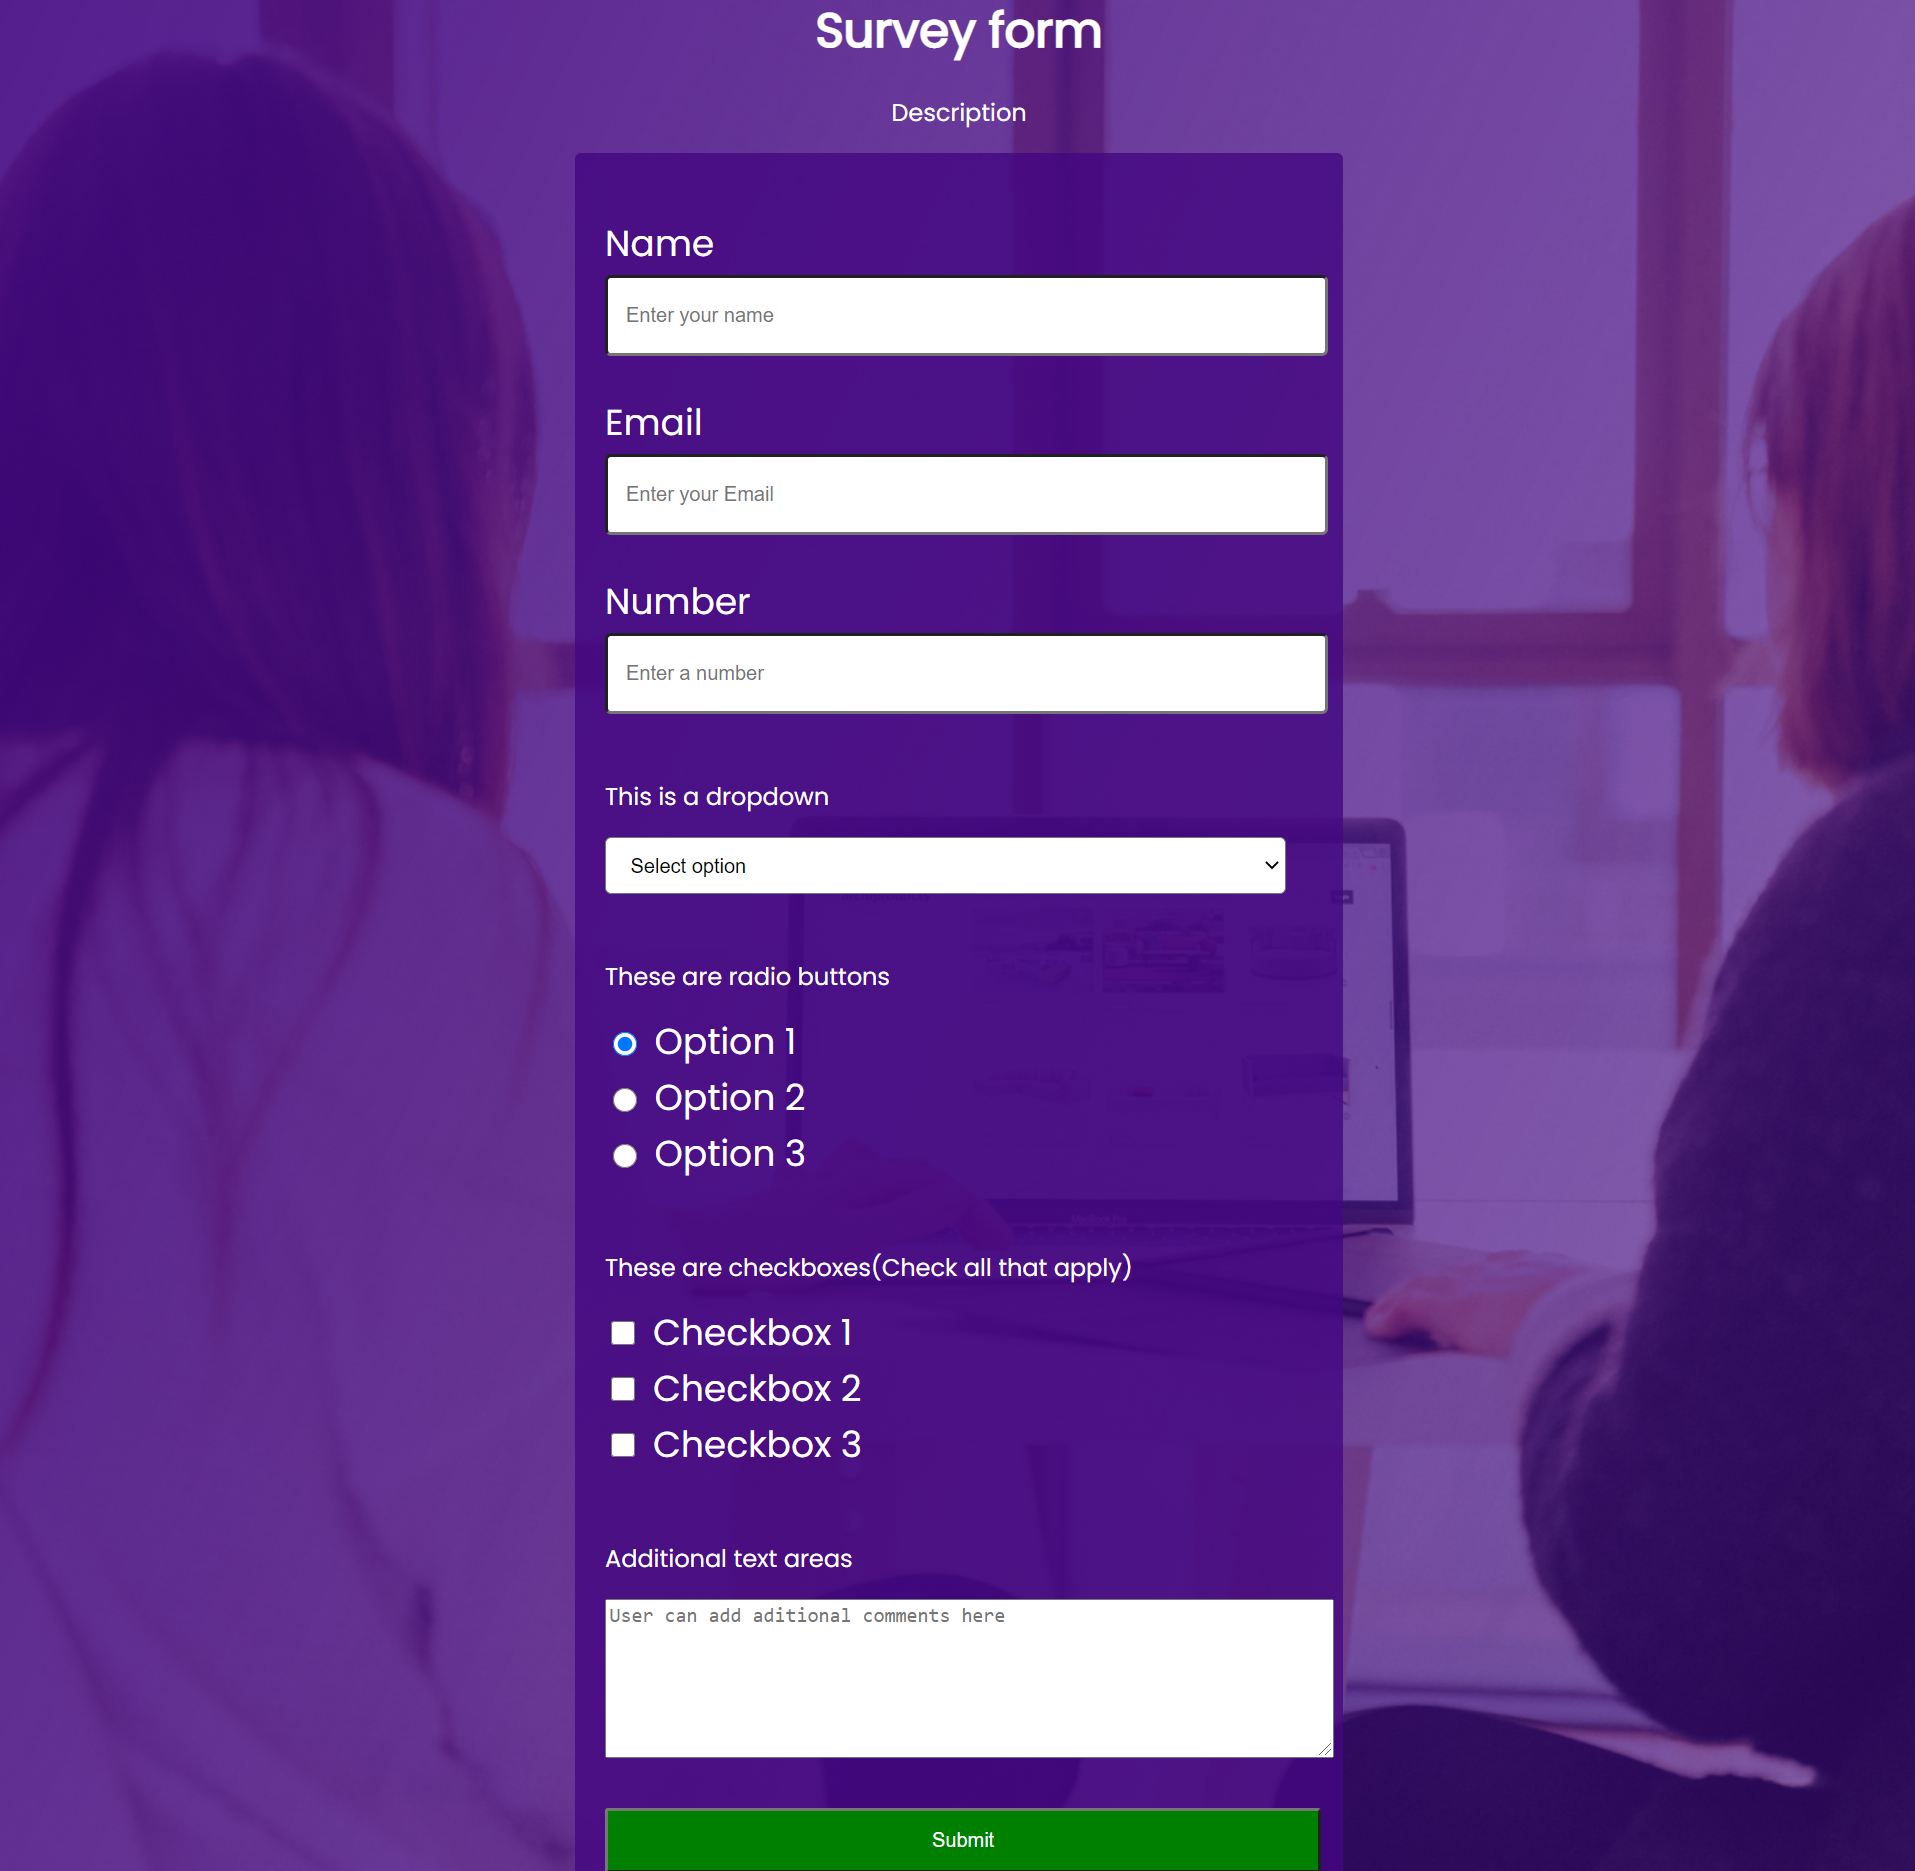 Survey form
Description
Name
Enter your name
Email
Enter your Email
Number
Enter a number
This is a dropdown
Select option
These are radio buttons
Option 1
Option 2
Option 3
These are checkboxes(Check all that apply)
Checkbox 1
Checkbox 2
Checkbox 3
Additional text areas
User can add aditional comments here
Submit